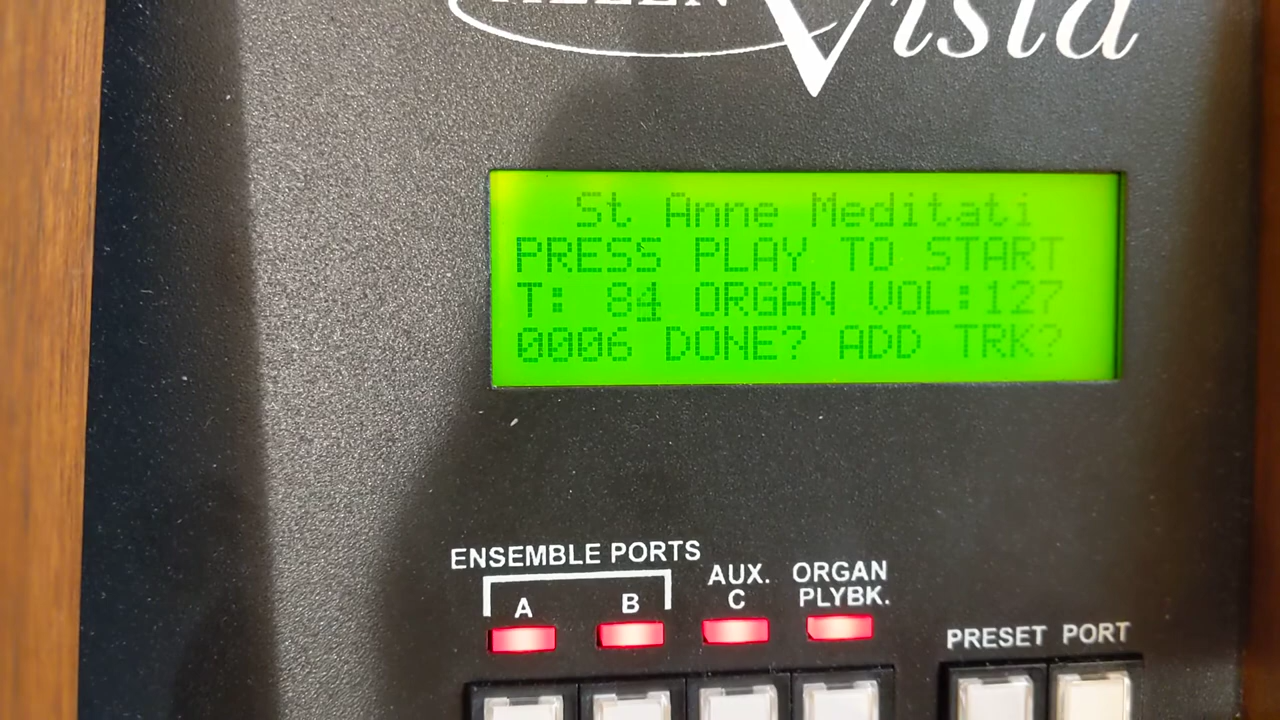 ALLEN Vista
St Anne Meditati
PRESS PLAY TO START
T: 84 ORGAN VOL:127
0006 DONE? ADD TRK?
ENSEMBLE PORTS
A B
AUX. C
ORGAN PLYBK.
PRESET PORT